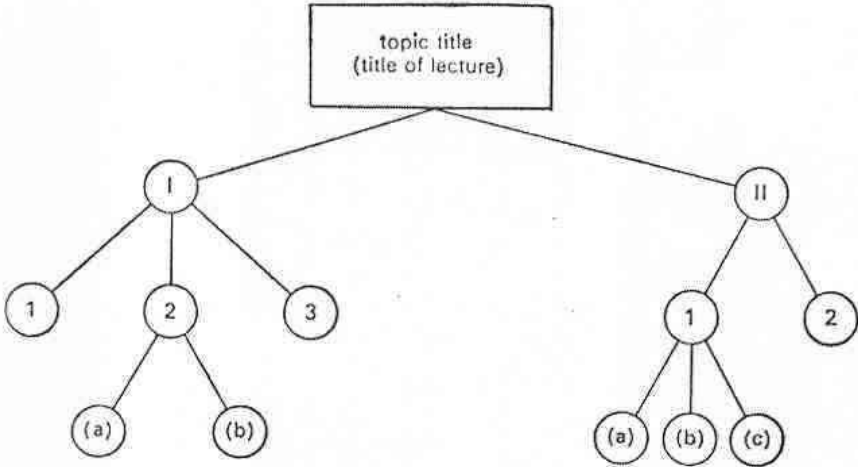 topic title
(title of lecture)
I
II
1
2
3
1
2
(a)
(b)
(a)
(b)
(c)